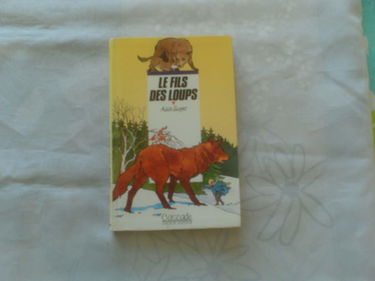 LE FILS
DES LOUPS
Alain Surget
Cascade